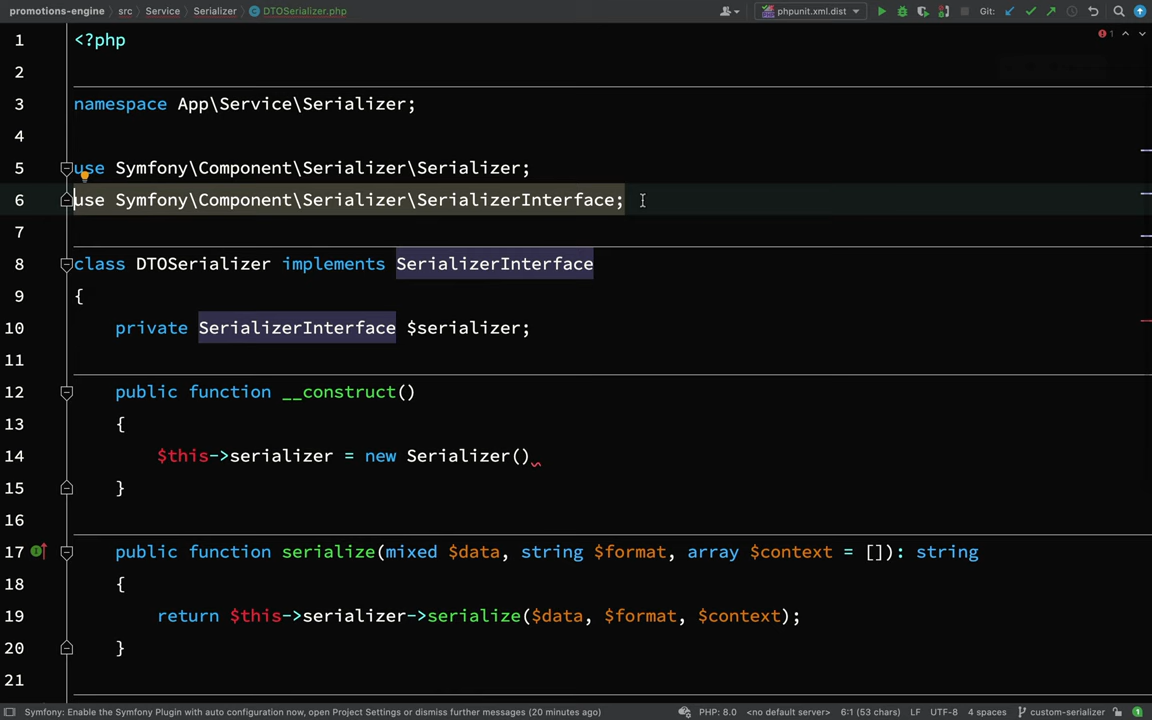 promotions-engine src Service Serializer DTOSerializer.php phpunit.xml.dist Git:
1 <?php 1
2
3 namespace App\Service\Serializer;
4
5 use Symfony\Component\Serializer\Serializer;
6 use Symfony\Component\Serializer\SerializerInterface;
7
8 class DTOSerializer implements SerializerInterface
9 {
10 private SerializerInterface $serializer;
11
12 public function __construct()
13 {
14 $this->serializer = new Serializer()
15 }
16
17 public function serialize(mixed $data, string $format, array $context = []): string
18 {
19 return $this->serializer->serialize($data, $format, $context);
20 }
21
Symfony: Enable the Symfony Plugin with auto configuration now, open Project Settings or dismiss further messages (20 minutes ago) PHP: 8.0 <no default server> 6:1 (53 chars) LF UTF-8 4 spaces custom-serializer 1